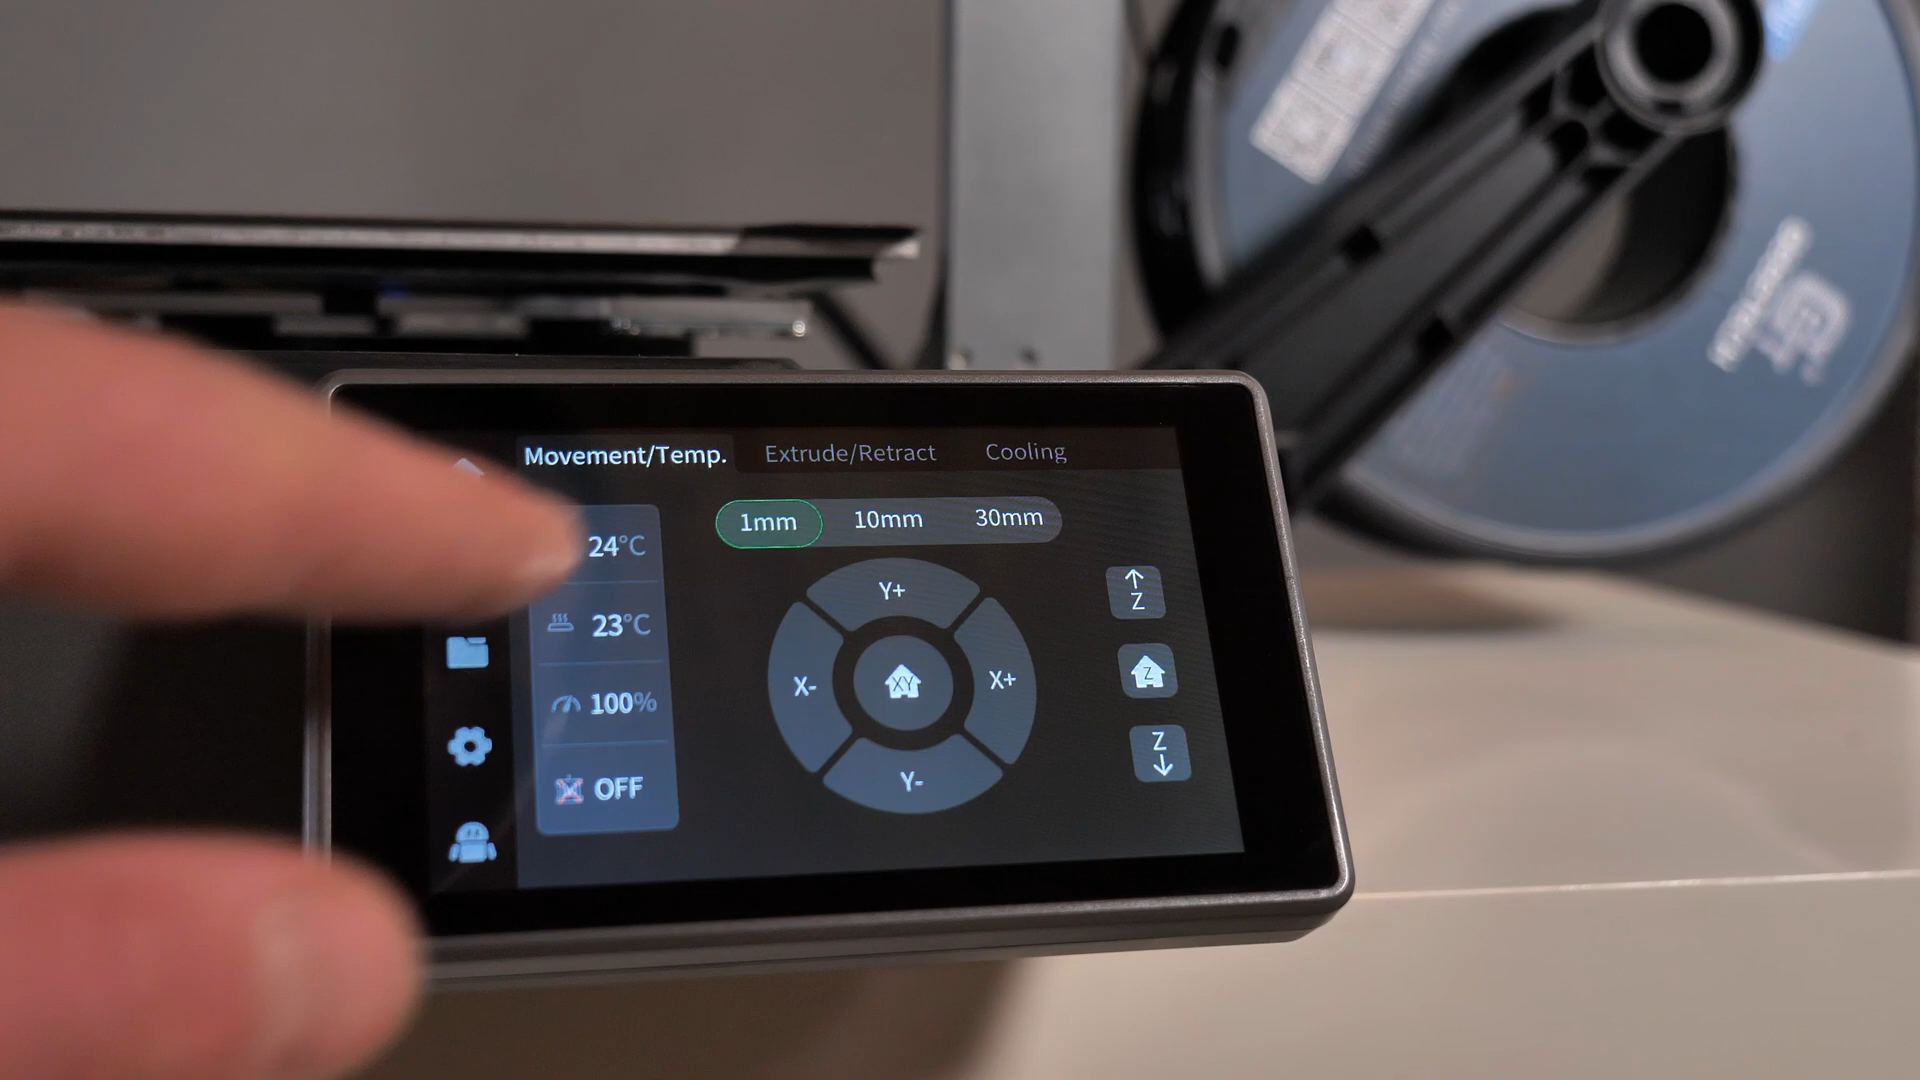 Movement/Temp. Extrude/Retract Cooling
1mm 10mm 30mm
24°C
23°C
100%
OFF
Y+
X-
XY
X+
Y-
Z
Z
Z